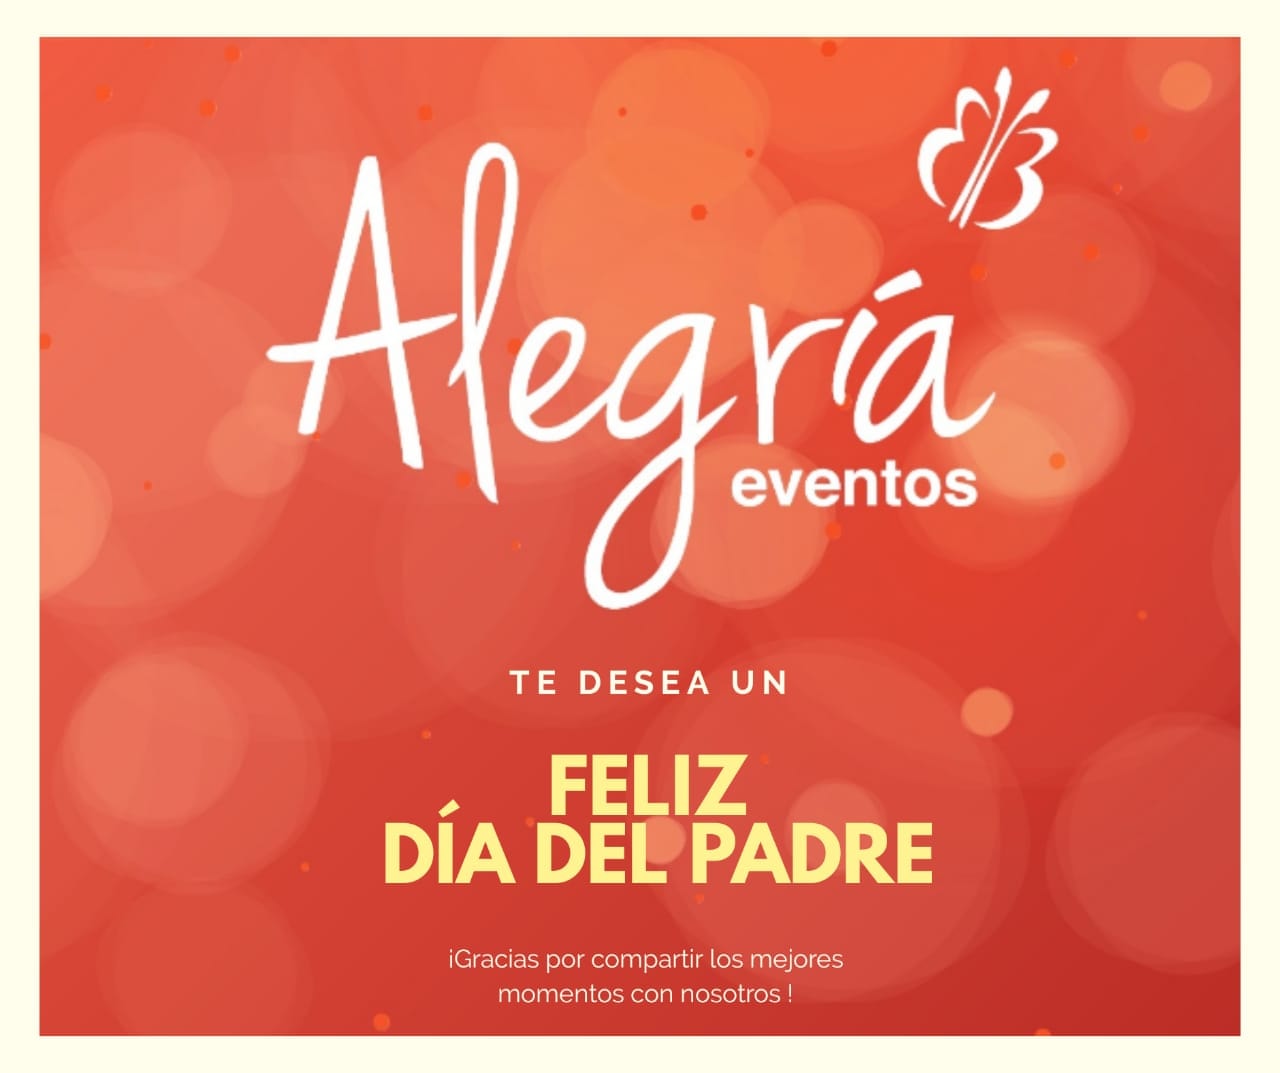 Alegría
eventos
TE DESEA UN
FELIZ
DÍA DEL PADRE
¡Gracias por compartir los mejores
momentos con nosotros !